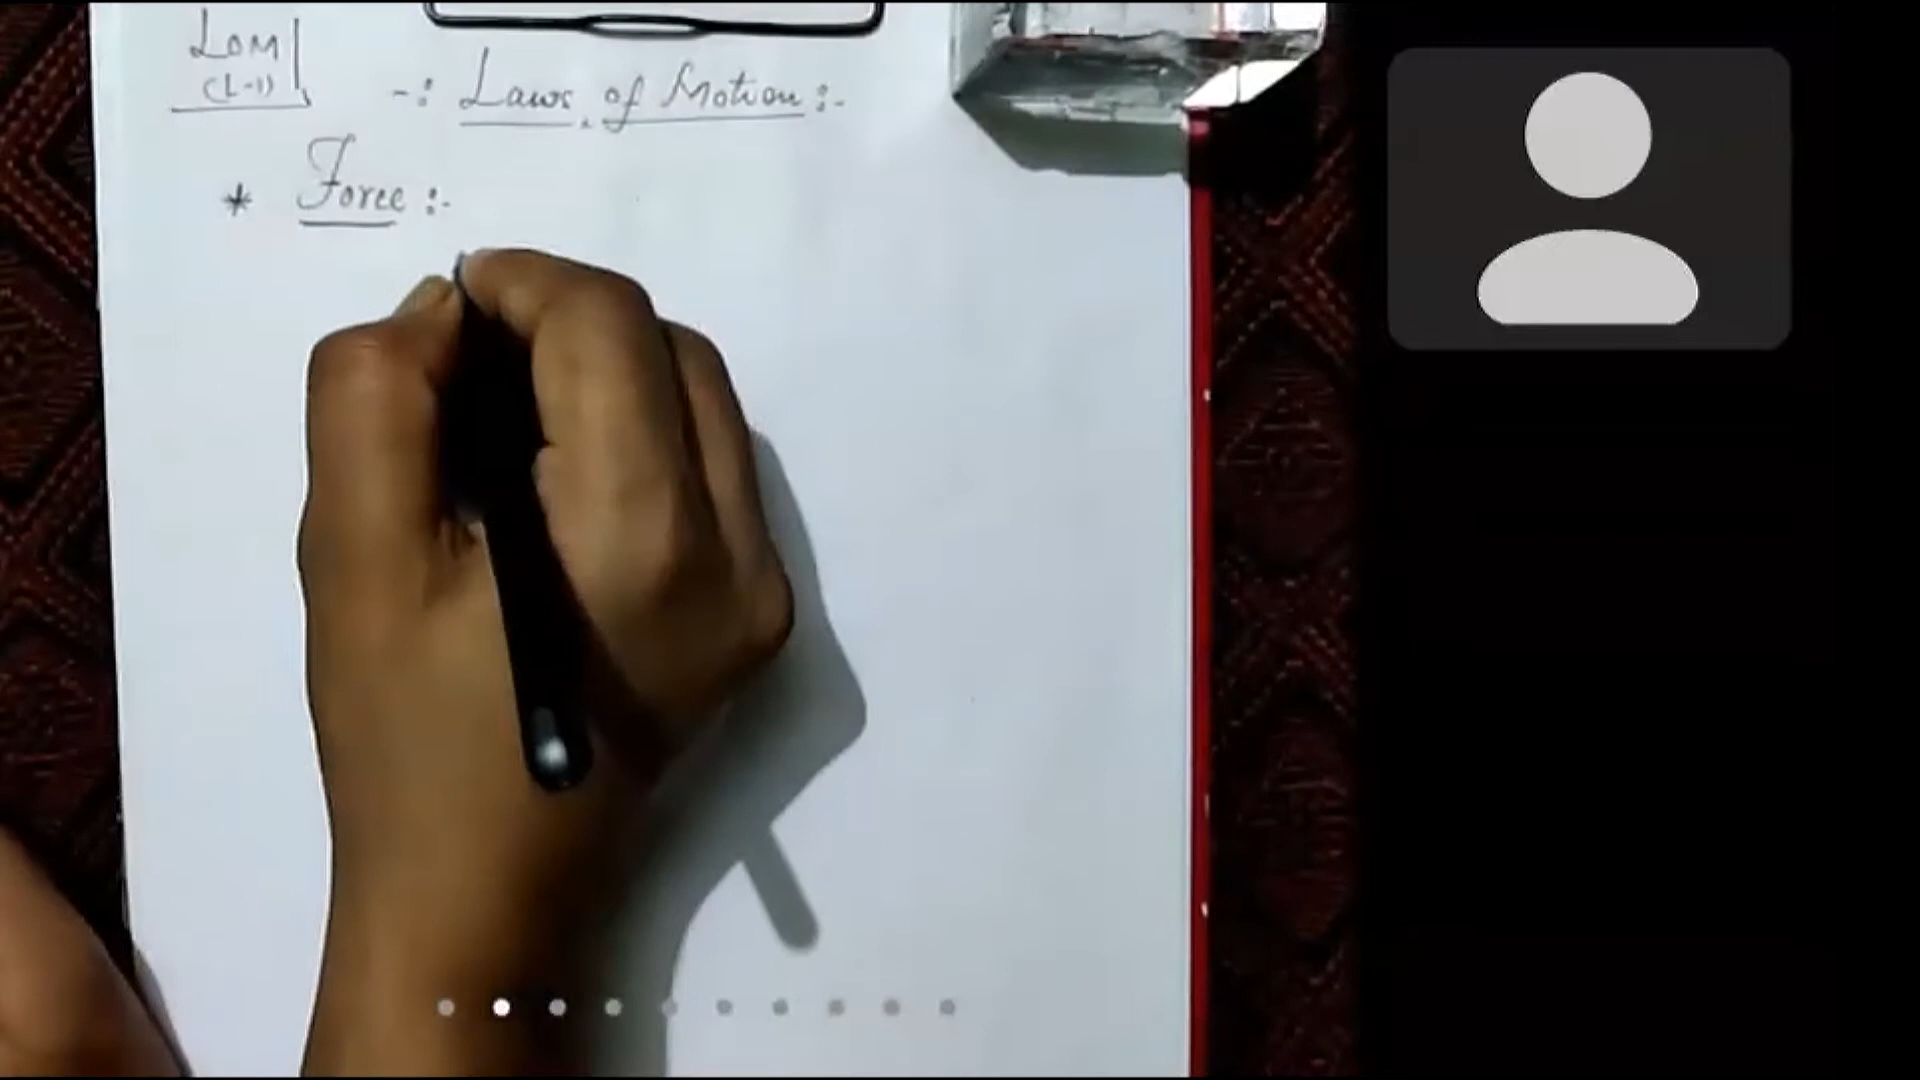 LOM
(L-1)
-: Laws of Motion :-
* Force :-